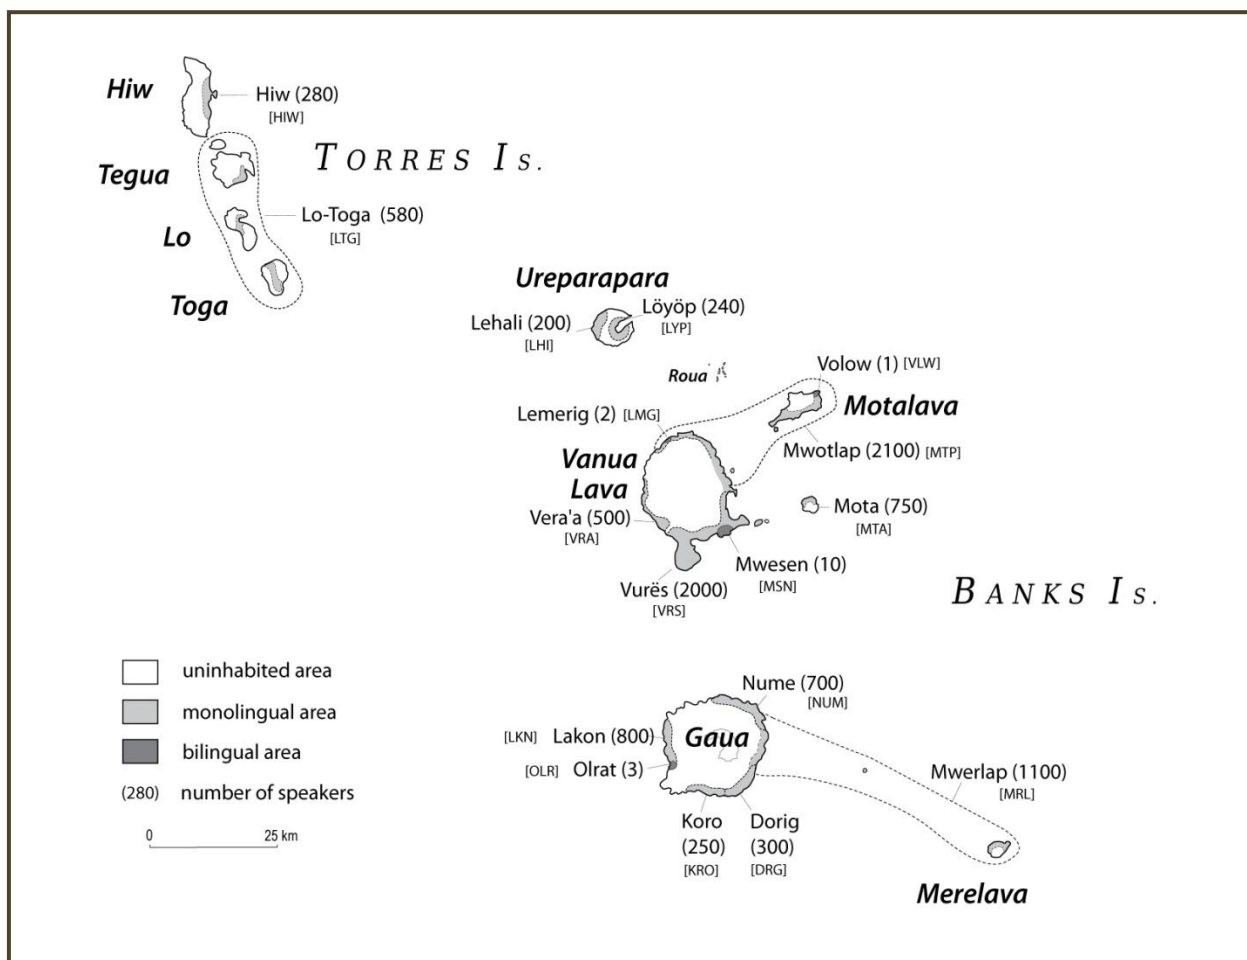 Hiw
Hiw (280)
[HIW]
TORRES IS.
Tegua
Lo-Toga (580)
[LTG]
Lo
Toga
Ureparapara
Löyöp (240)
[LYP]
Lehali (200)
[LHI]
Roua
Volow (1) [VLW]
Motalava
Lemerig (2) [LMG]
Mwotlap (2100) [MTP]
Vanua
Lava
Mota (750)
[MTA]
Vera'a (500)
[VRA]
Mwesen (10)
[MSN]
Vurës (2000)
[VRS]
BANKS IS.
uninhabited area
monolingual area
bilingual area
(280) number of speakers
0 25 km
Nume (700)
[NUM]
[LKN] Lakon (800)
Gaua
[OLR] Olrat (3)
Mwerlap (1100)
[MRL]
Koro
(250)
[KRO]
Dorig
(300)
[DRG]
Merelava